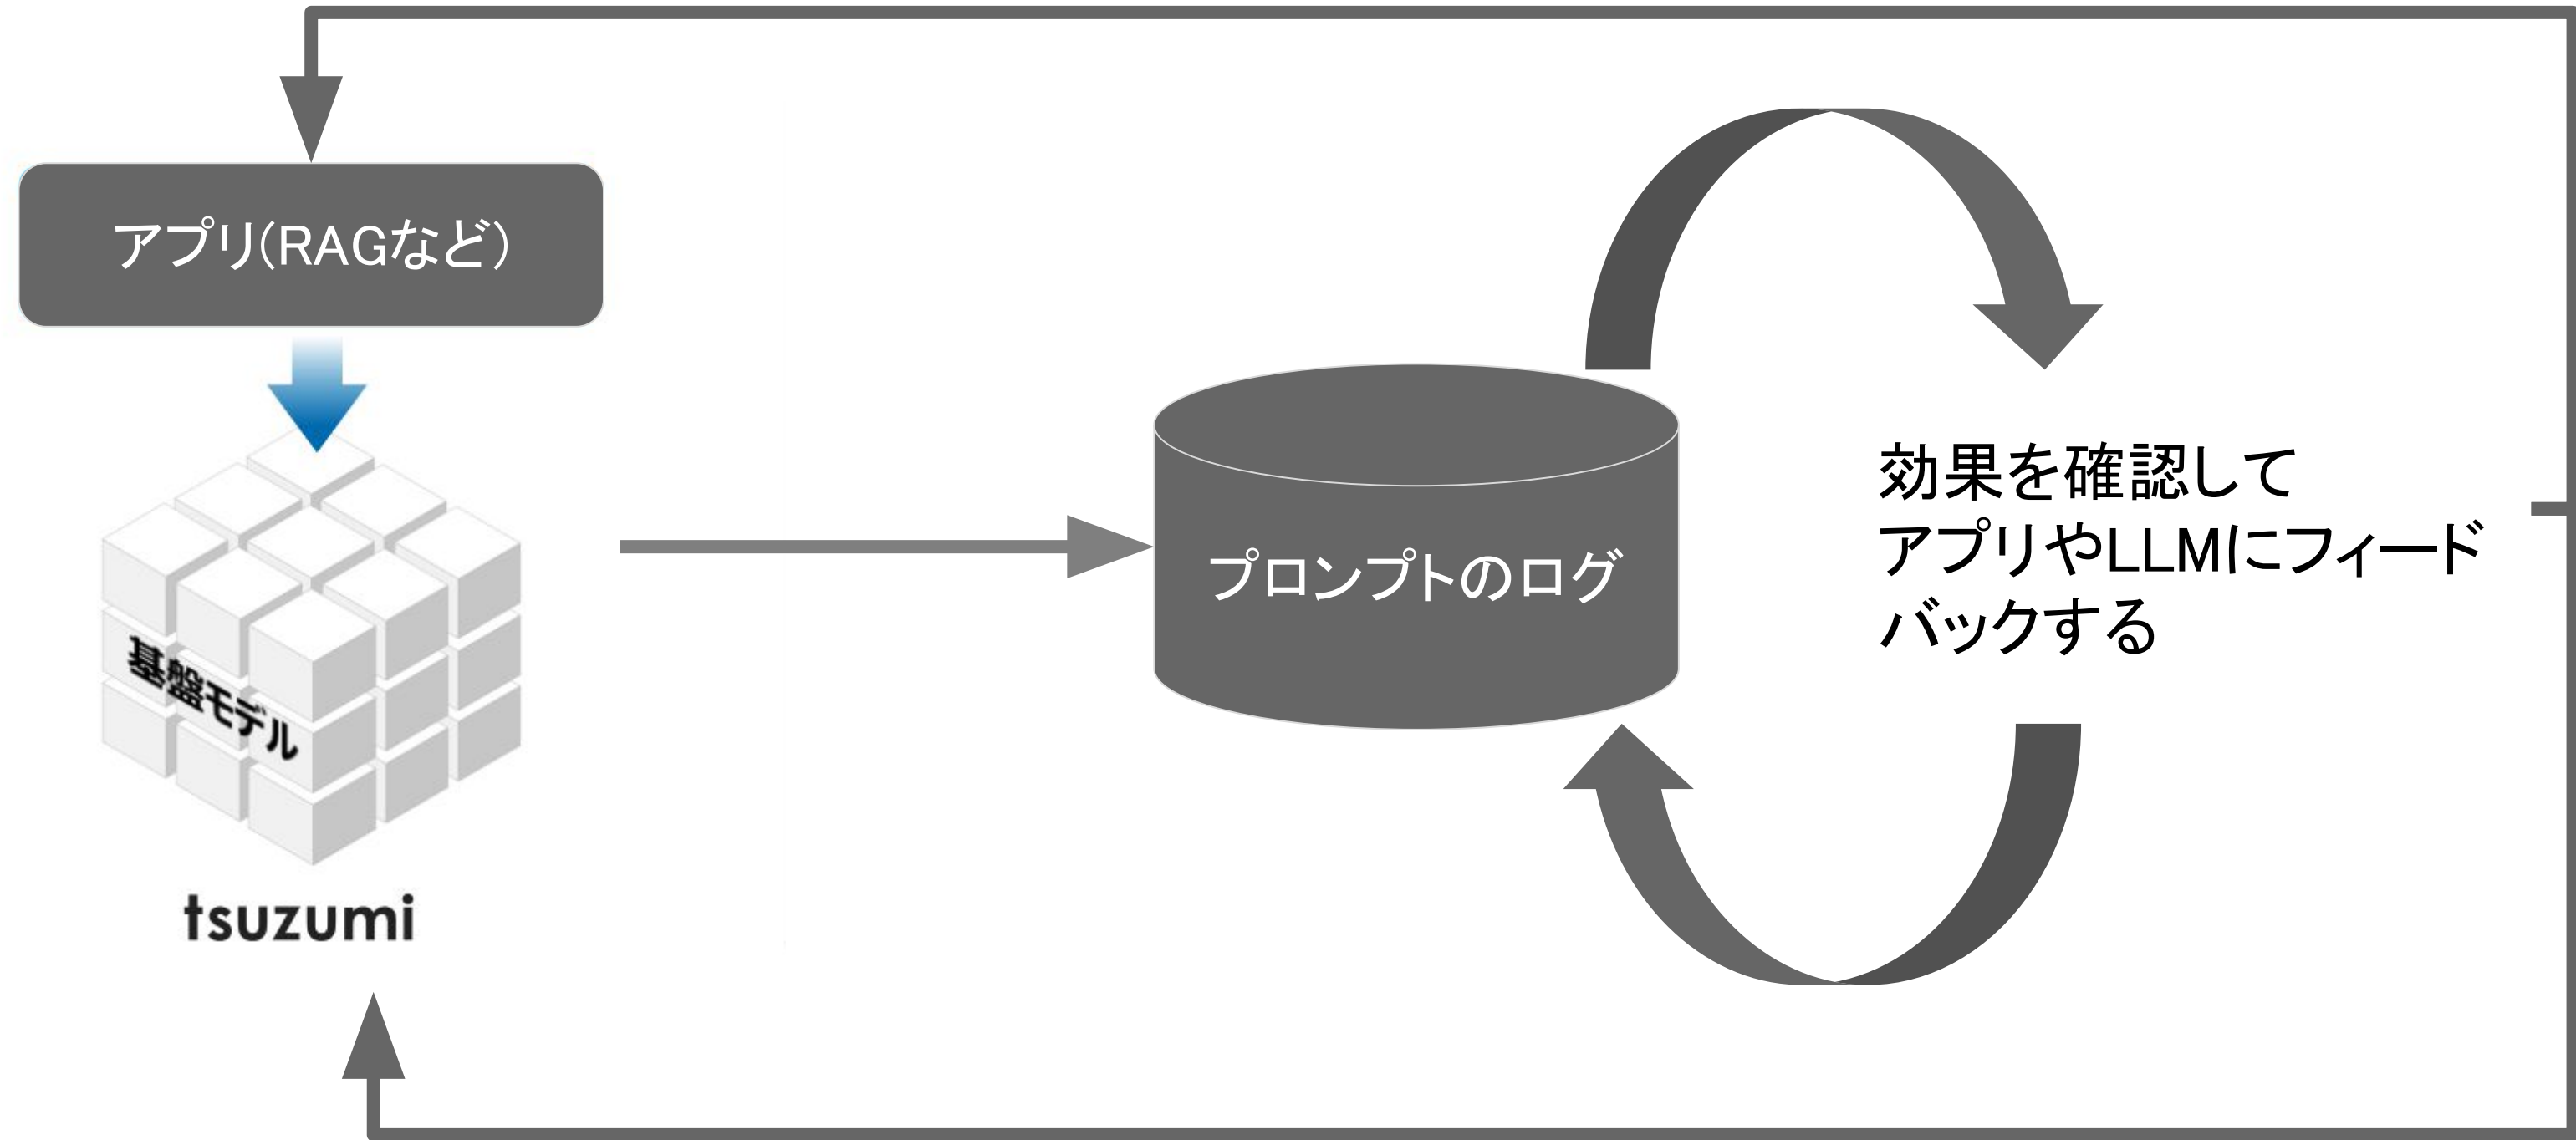 アプリ(RAGなど)
基盤モデル
tsuzumi
プロンプトのログ
効果を確認して
アプリやLLMにフィード
バックする